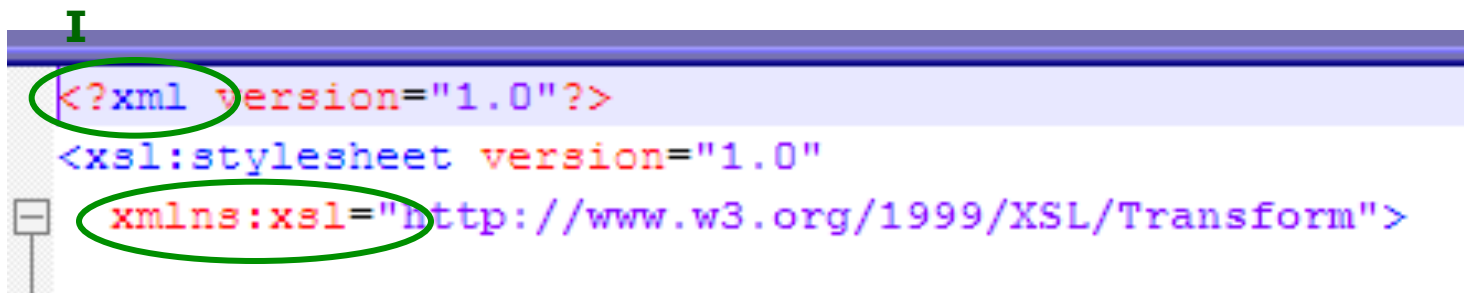 I
<?xml version="1.0"?>
<xsl:stylesheet version="1.0"
xmlns:xsl="http://www.w3.org/1999/XSL/Transform">